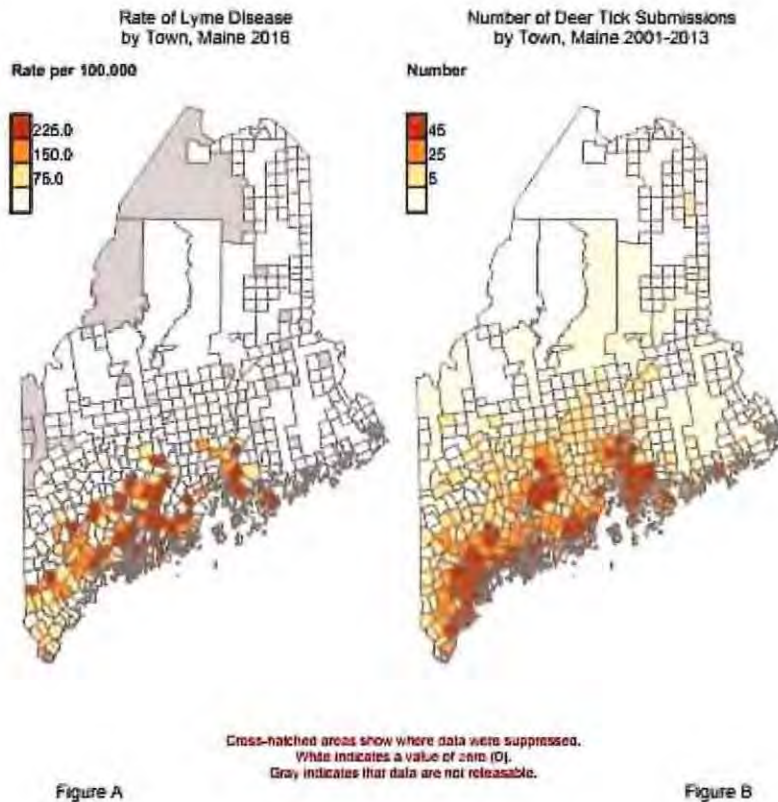 Rate of Lyme Disease
by Town, Maine 2016
Rate per 100.000
225.0
150.0
75.0
Number of Deer Tick Submissions
by Town, Maine 2001-2013
Number
45
25
5
Cross-hatched areas show where data were suppressed.
White indicates a value of zero (0).
Gray indicates that data are not releasable.
Figure A
Figure B